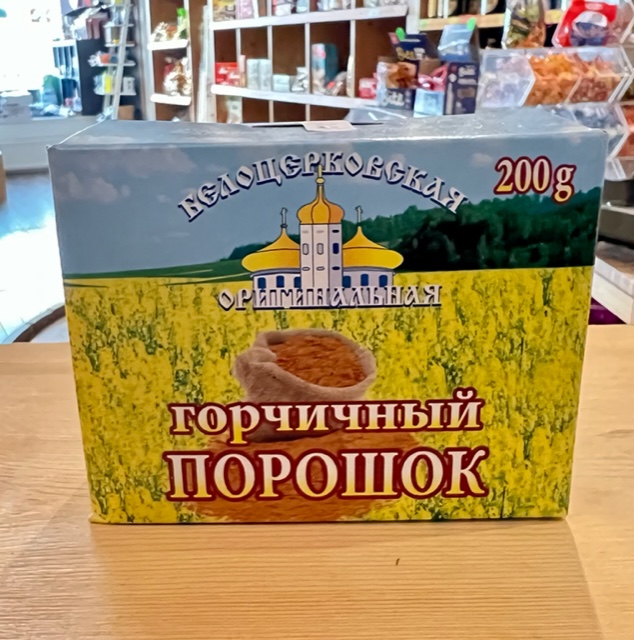 БЕЛОЦЕРКОВСКАЯ
200g
ОРИГИНАЛЬНАЯ
ГОРЧИЧНЫЙ
ПОРОШОК